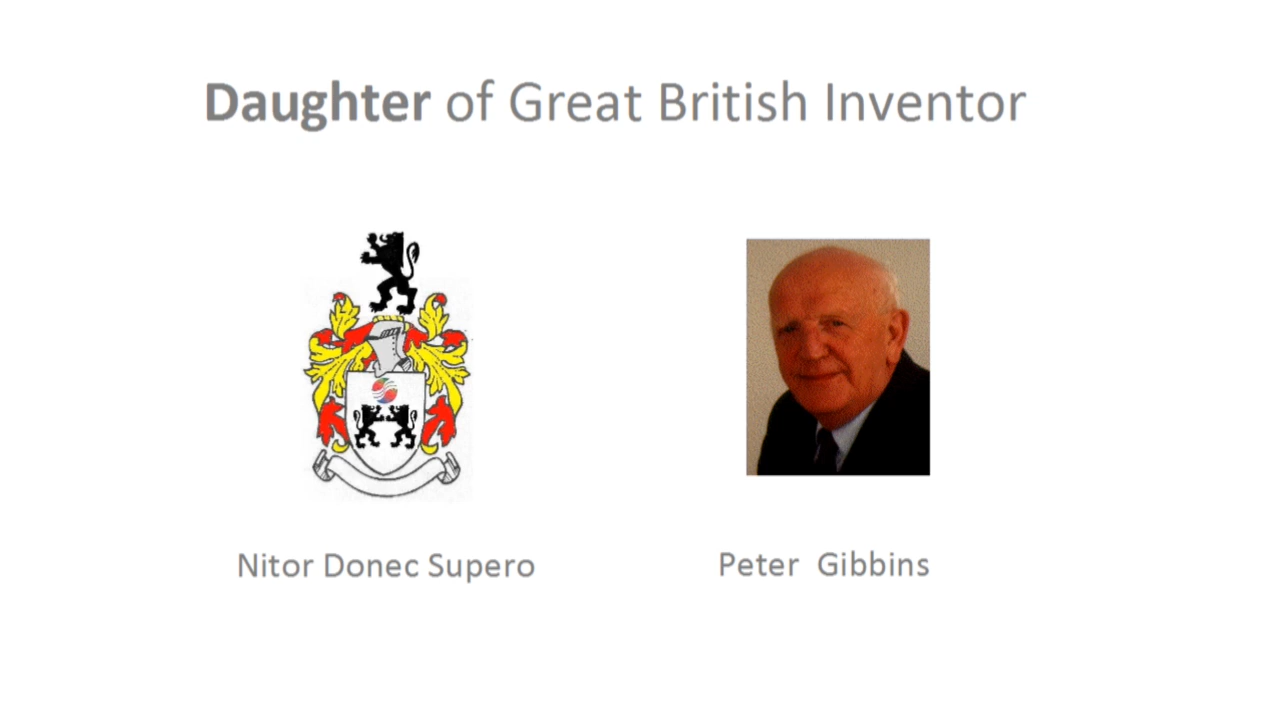 Daughter of Great British Inventor
Nitor Donec Supero
Peter Gibbins